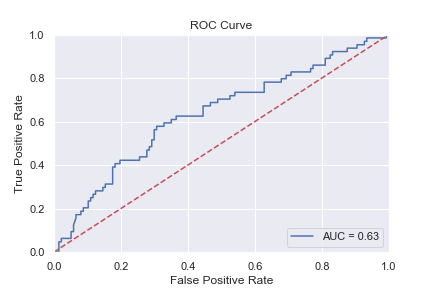 ROC Curve
1.0
0.8
0.6
0.4
0.2
0.0
True Positive Rate
AUC = 0.63
0.0 0.2 0.4 0.6 0.8 1.0
False Positive Rate